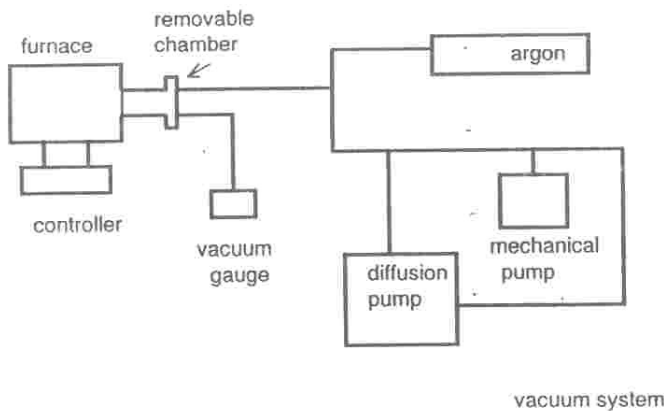 removable
chamber
furnace
argon
controller
vacuum
gauge
diffusion
pump
mechanical
pump
vacuum system